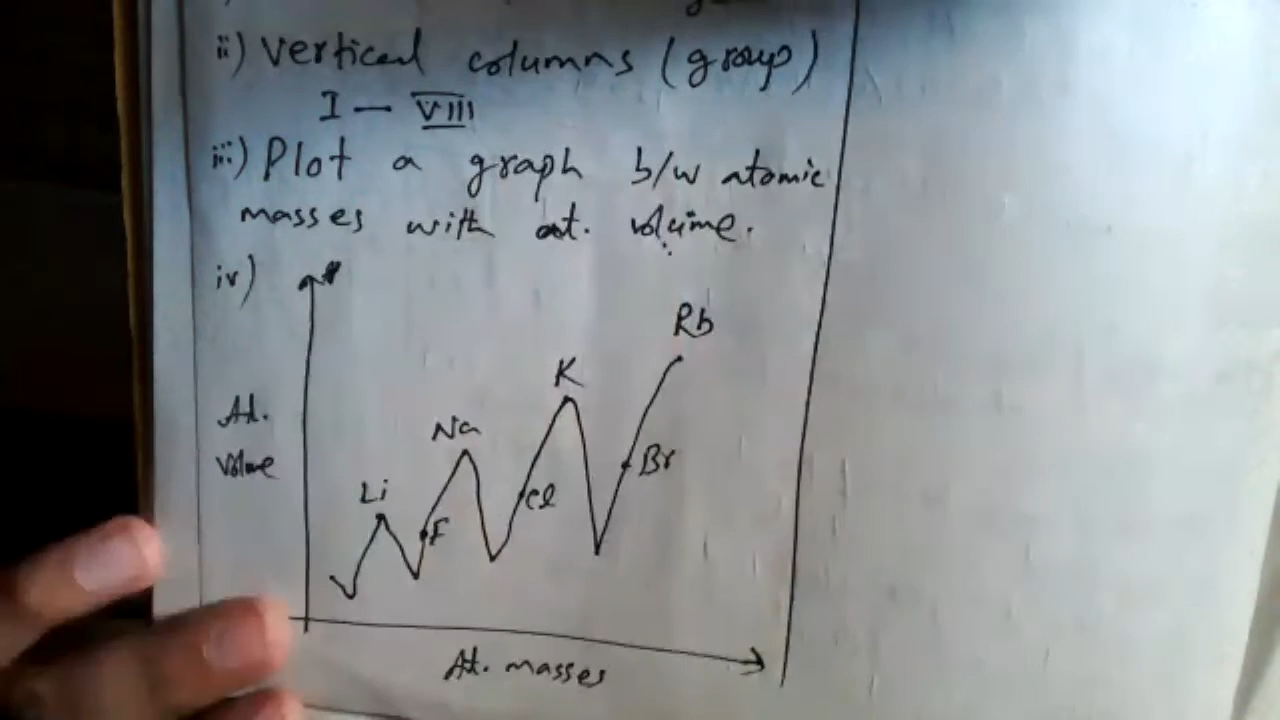 ii) Vertical columns (group)
I — VIII
iii) Plot a graph b/w atomic
masses with at. volume.
iv)
Rb
K
At.
Na
Volume
Br
Li
Cl
F
At. masses